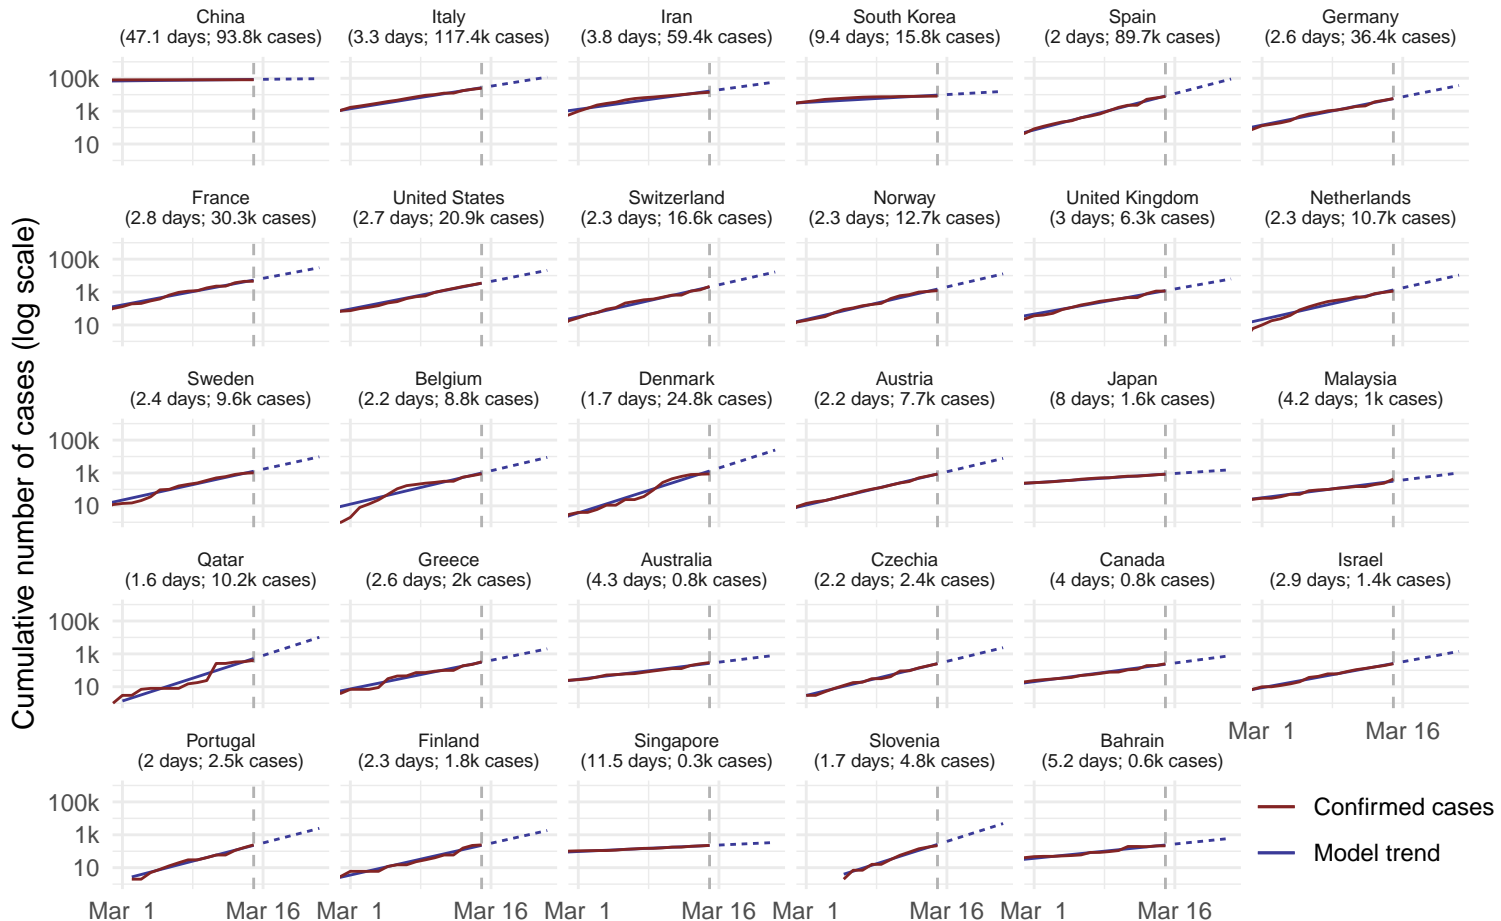 China
(47.1 days; 93.8k cases)
Italy
(3.3 days; 117.4k cases)
Iran
(3.8 days; 59.4k cases)
South Korea
(9.4 days; 15.8k cases)
Spain
(2 days; 89.7k cases)
Germany
(2.6 days; 36.4k cases)
100k
1k
10
France
(2.8 days; 30.3k cases)
United States
(2.7 days; 20.9k cases)
Switzerland
(2.3 days; 16.6k cases)
Norway
(2.3 days; 12.7k cases)
United Kingdom
(3 days; 6.3k cases)
Netherlands
(2.3 days; 10.7k cases)
100k
1k
10
Cumulative number of cases (log scale)
Sweden
(2.4 days; 9.6k cases)
Belgium
(2.2 days; 8.8k cases)
Denmark
(1.7 days; 24.8k cases)
Austria
(2.2 days; 7.7k cases)
Japan
(8 days; 1.6k cases)
Malaysia
(4.2 days; 1k cases)
100k
1k
10
Qatar
(1.6 days; 10.2k cases)
Greece
(2.6 days; 2k cases)
Australia
(4.3 days; 0.8k cases)
Czechia
(2.2 days; 2.4k cases)
Canada
(4 days; 0.8k cases)
Israel
(2.9 days; 1.4k cases)
100k
1k
10
Mar 1
Mar 16
Portugal
(2 days; 2.5k cases)
Finland
(2.3 days; 1.8k cases)
Singapore
(11.5 days; 0.3k cases)
Slovenia
(1.7 days; 4.8k cases)
Bahrain
(5.2 days; 0.6k cases)
100k
1k
10
Confirmed cases
Model trend
Mar 1
Mar 16
Mar 1
Mar 16
Mar 1
Mar 16
Mar 1
Mar 16
Mar 1
Mar 16